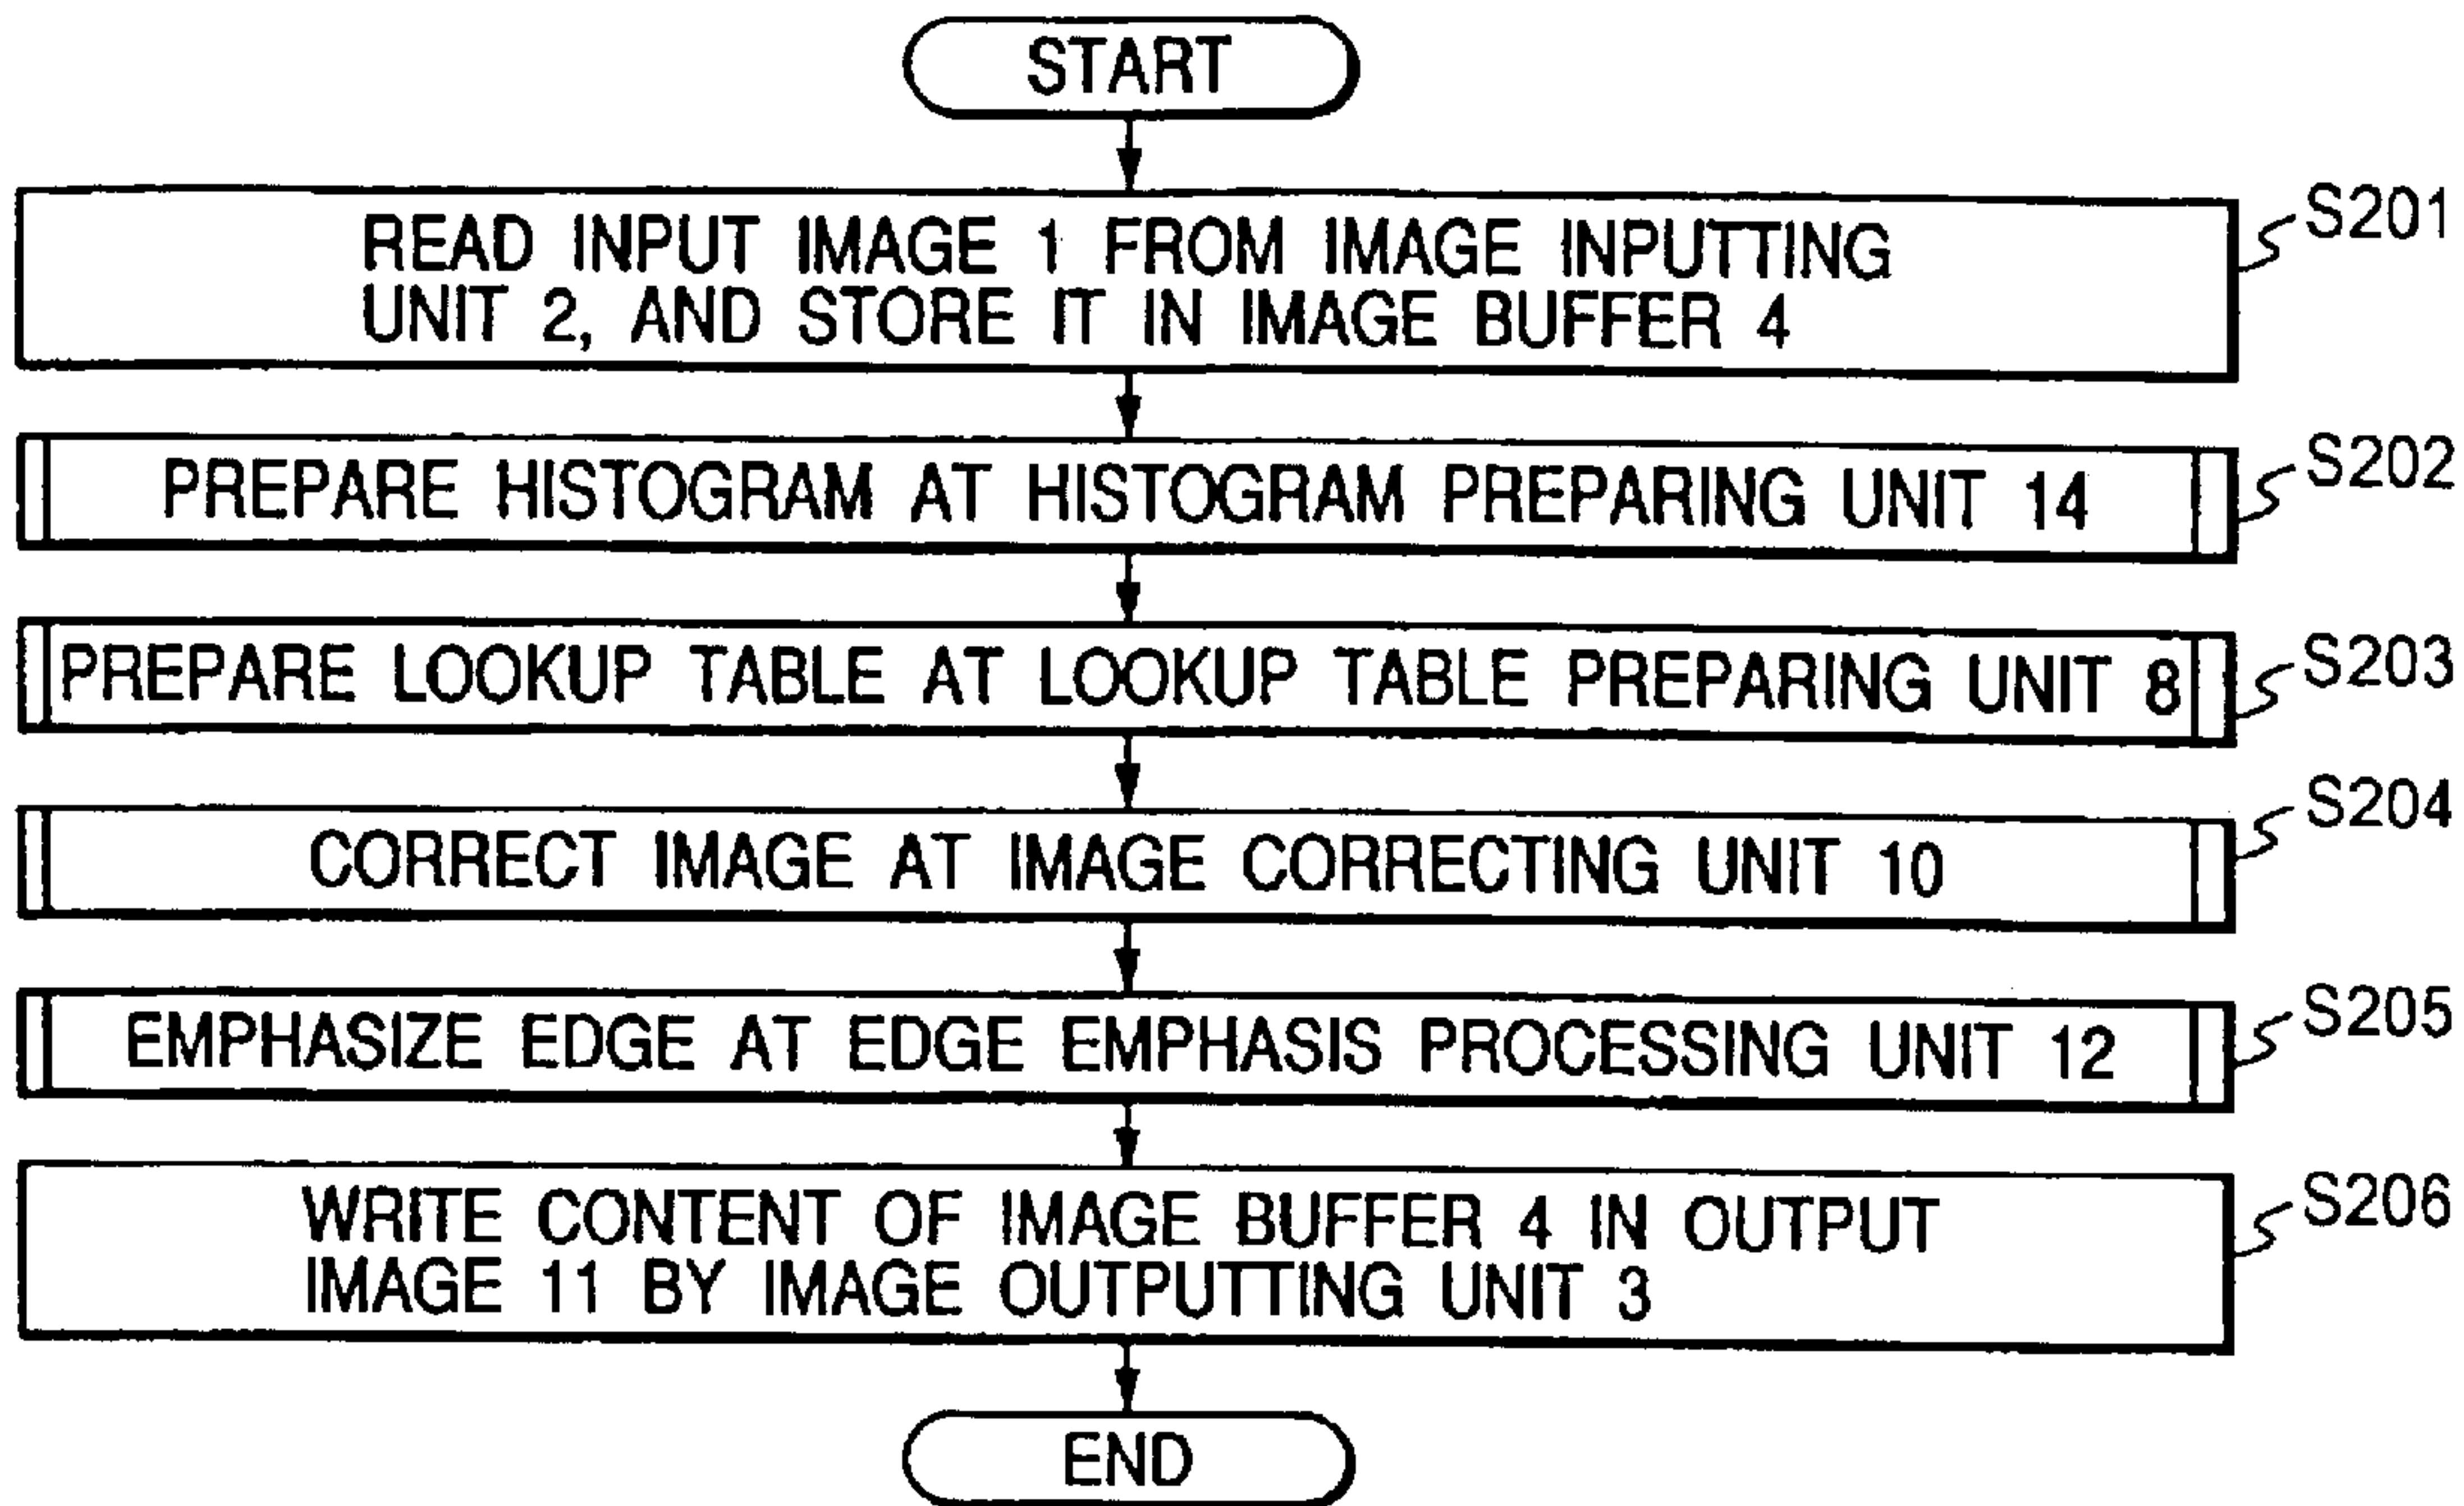 START
READ INPUT IMAGE 1 FROM IMAGE INPUTTING
UNIT 2, AND STORE IT IN IMAGE BUFFER 4
S201
PREPARE HISTOGRAM AT HISTOGRAM PREPARING UNIT 14
S202
PREPARE LOOKUP TABLE AT LOOKUP TABLE PREPARING UNIT 8
S203
CORRECT IMAGE AT IMAGE CORRECTING UNIT 10
S204
EMPHASIZE EDGE AT EDGE EMPHASIS PROCESSING UNIT 12
S205
WRITE CONTENT OF IMAGE BUFFER 4 IN OUTPUT
IMAGE 11 BY IMAGE OUTPUTTING UNIT 3
S206
END